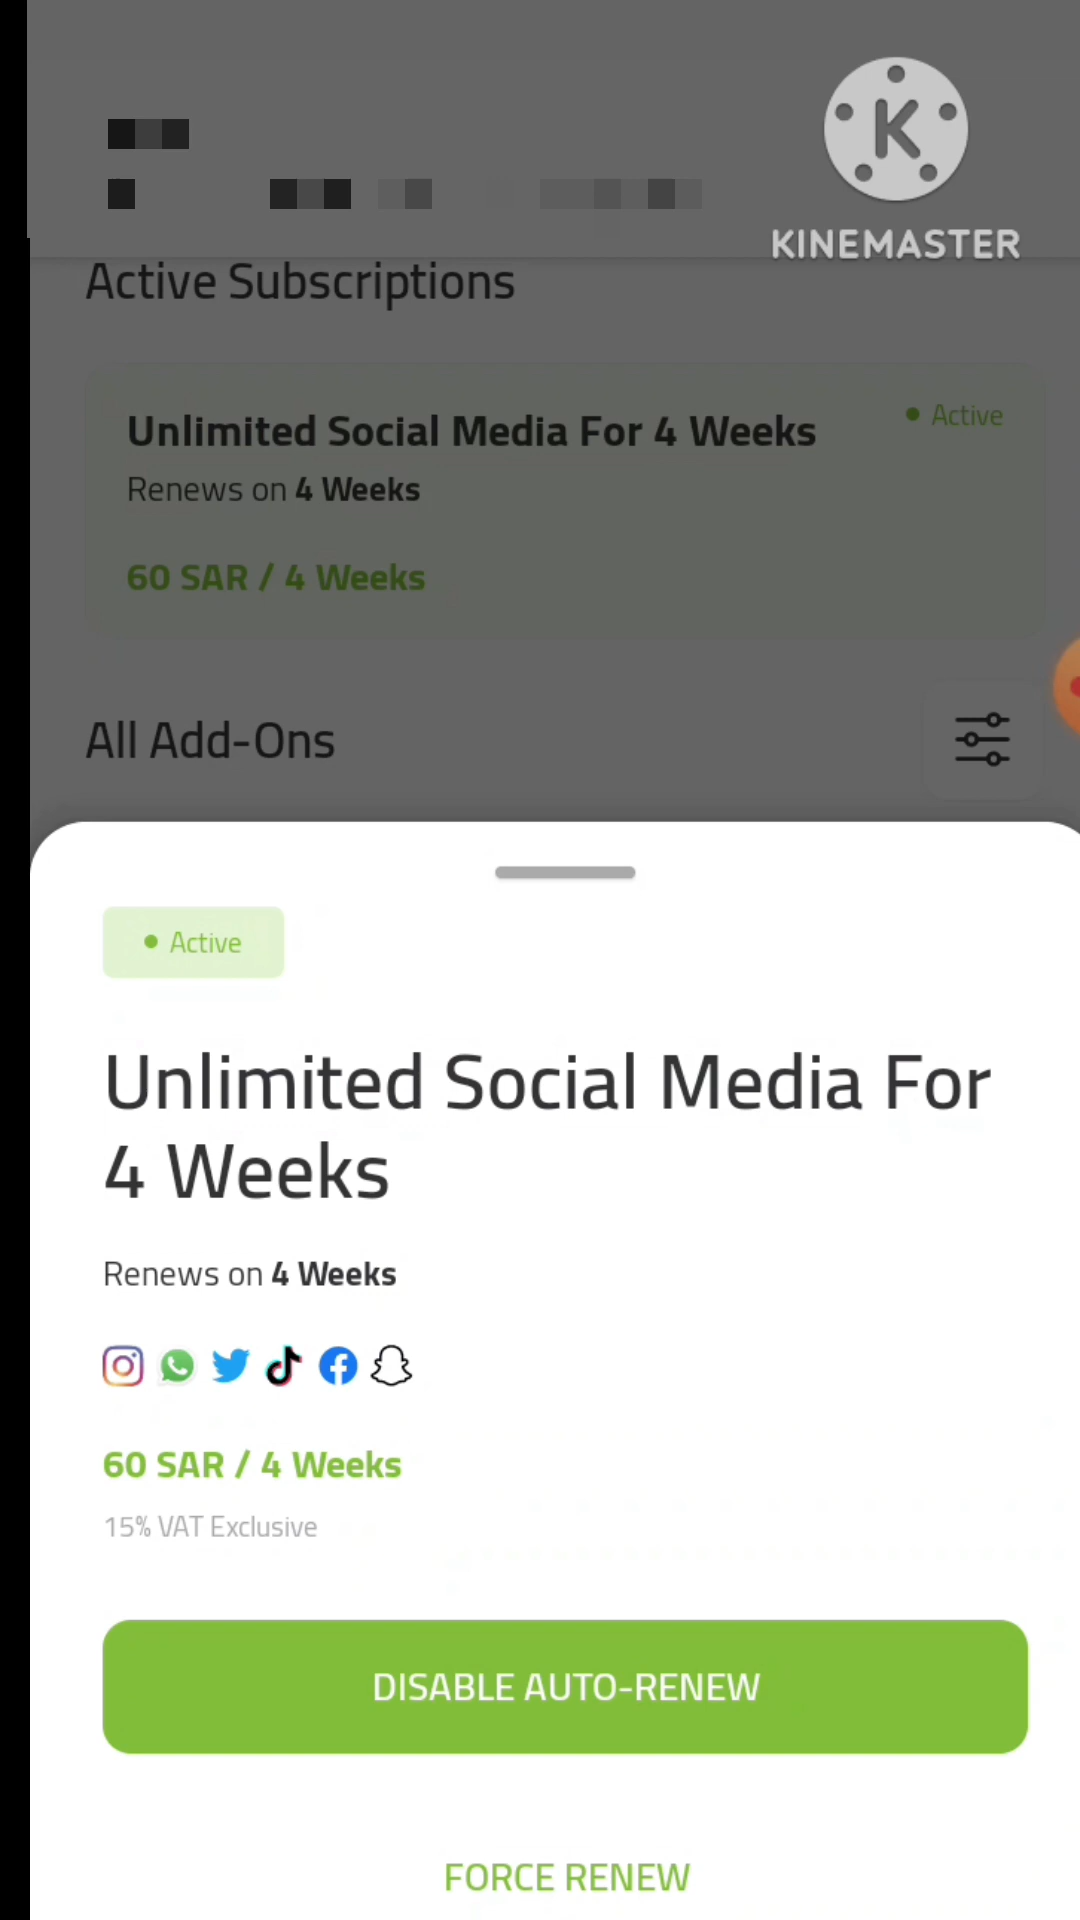 K
KINEMASTER
Active Subscriptions
Unlimited Social Media For 4 Weeks
Active
Renews on 4 Weeks
60 SAR / 4 Weeks
All Add-Ons
Active
Unlimited Social Media For
4 Weeks
Renews on 4 Weeks
60 SAR / 4 Weeks
15% VAT Exclusive
DISABLE AUTO-RENEW
FORCE RENEW